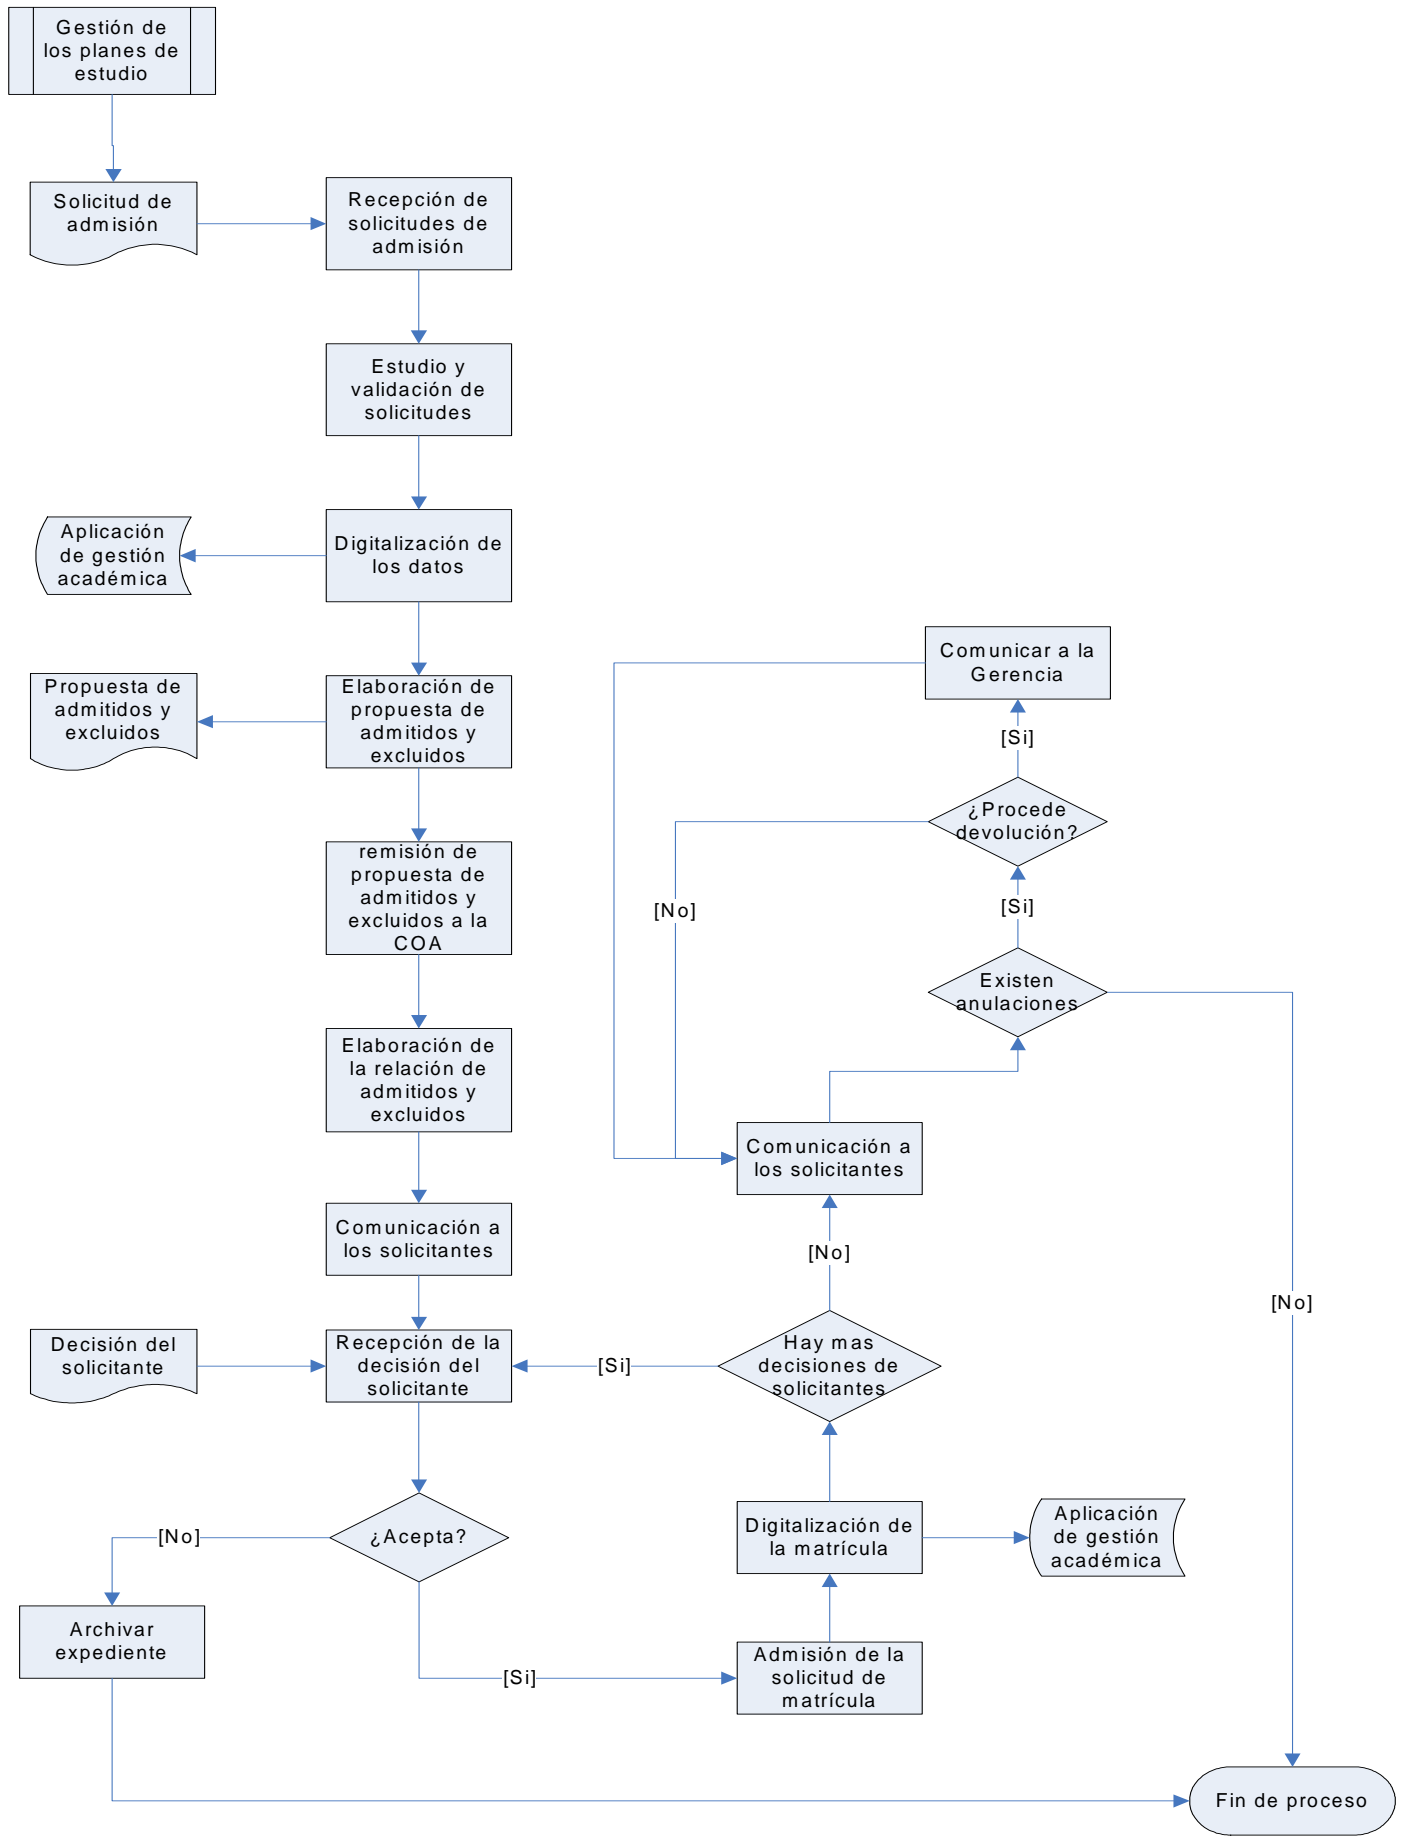 Gestión de
los planes de
estudio
Solicitud de
admisión
Recepción de
solicitudes de
admisión
Estudio y
validación de
solicitudes
Aplicación
de gestión
académica
Digitalización de
los datos
Propuesta de
admitidos y
excluidos
Elaboración de
propuesta de
admitidos y
excluidos
remisión de
propuesta de
admitidos y
excluidos a la
COA
Elaboración de
la relación de
admitidos y
excluidos
Comunicación a
los solicitantes
Decisión del
solicitante
Recepción de la
decisión del
solicitante
¿Acepta?
[No]
Archivar
expediente
[Si]
Admisión de la
solicitud de
matrícula
Digitalización de
la matrícula
Aplicación
de gestión
académica
Hay mas
decisiones de
solicitantes
[Si]
[No]
Comunicación a
los solicitantes
Existen
anulaciones
[Si]
[No]
¿Procede
devolución?
[Si]
[No]
Comunicar a la
Gerencia
Fin de proceso